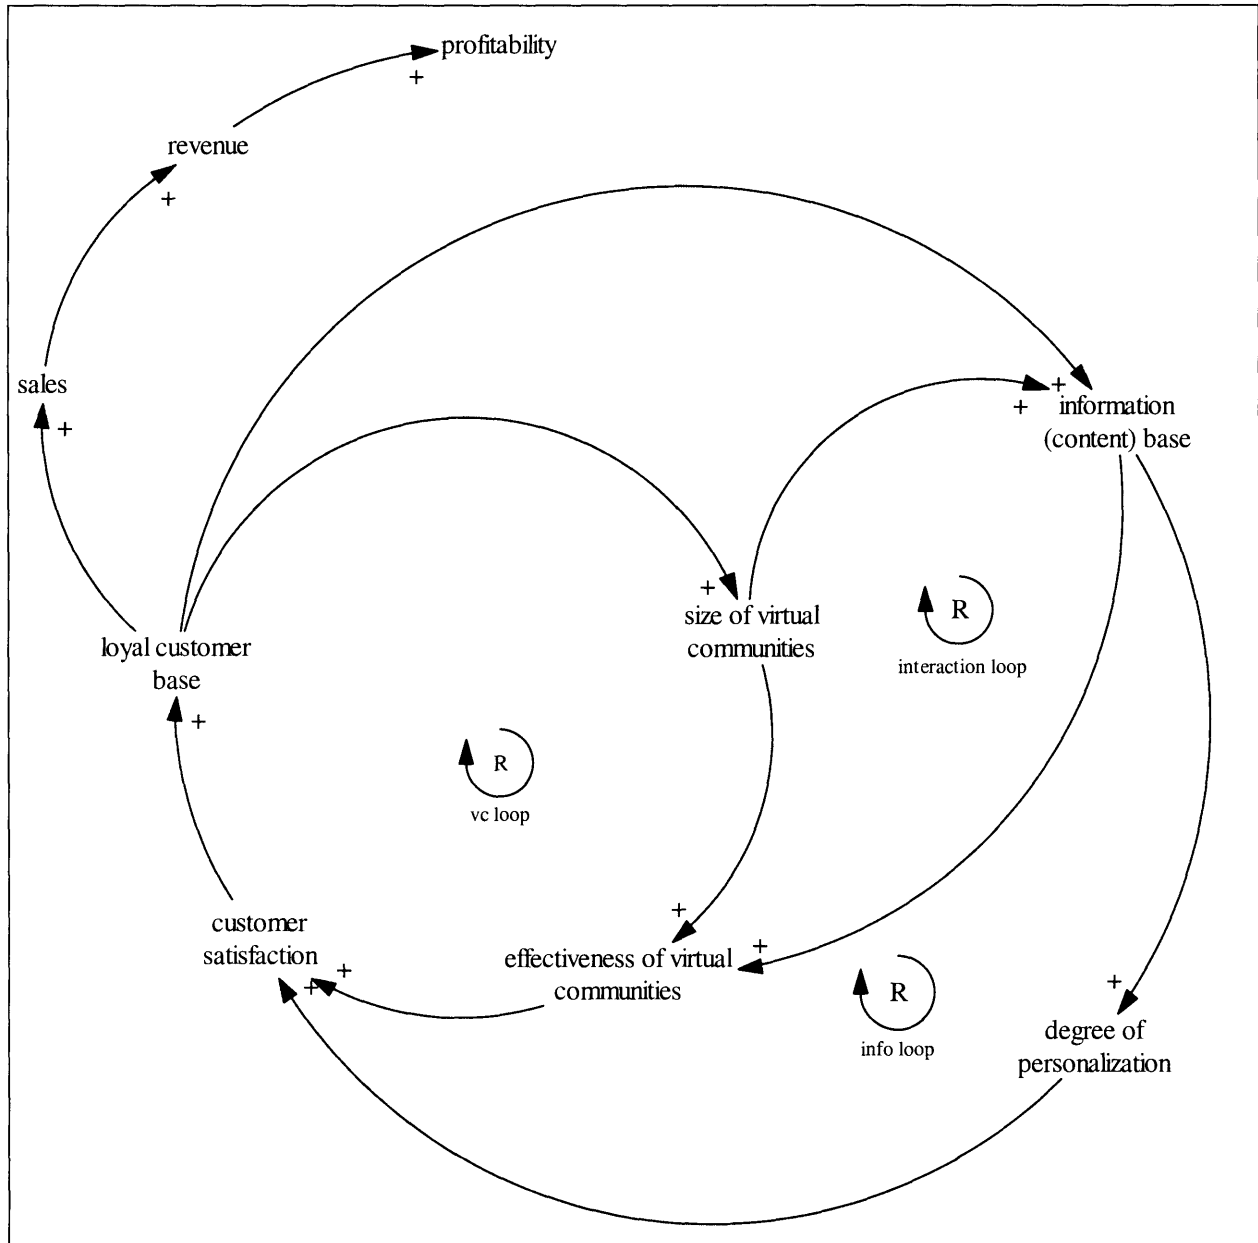 profitability
+
revenue
+
sales
+
+
+
information
(content) base
+
size of virtual
communities
R
interaction loop
loyal customer
base
+
R
vc loop
+
customer
satisfaction
+
+
effectiveness of virtual
communities
+
R
info loop
+
degree of
personalization